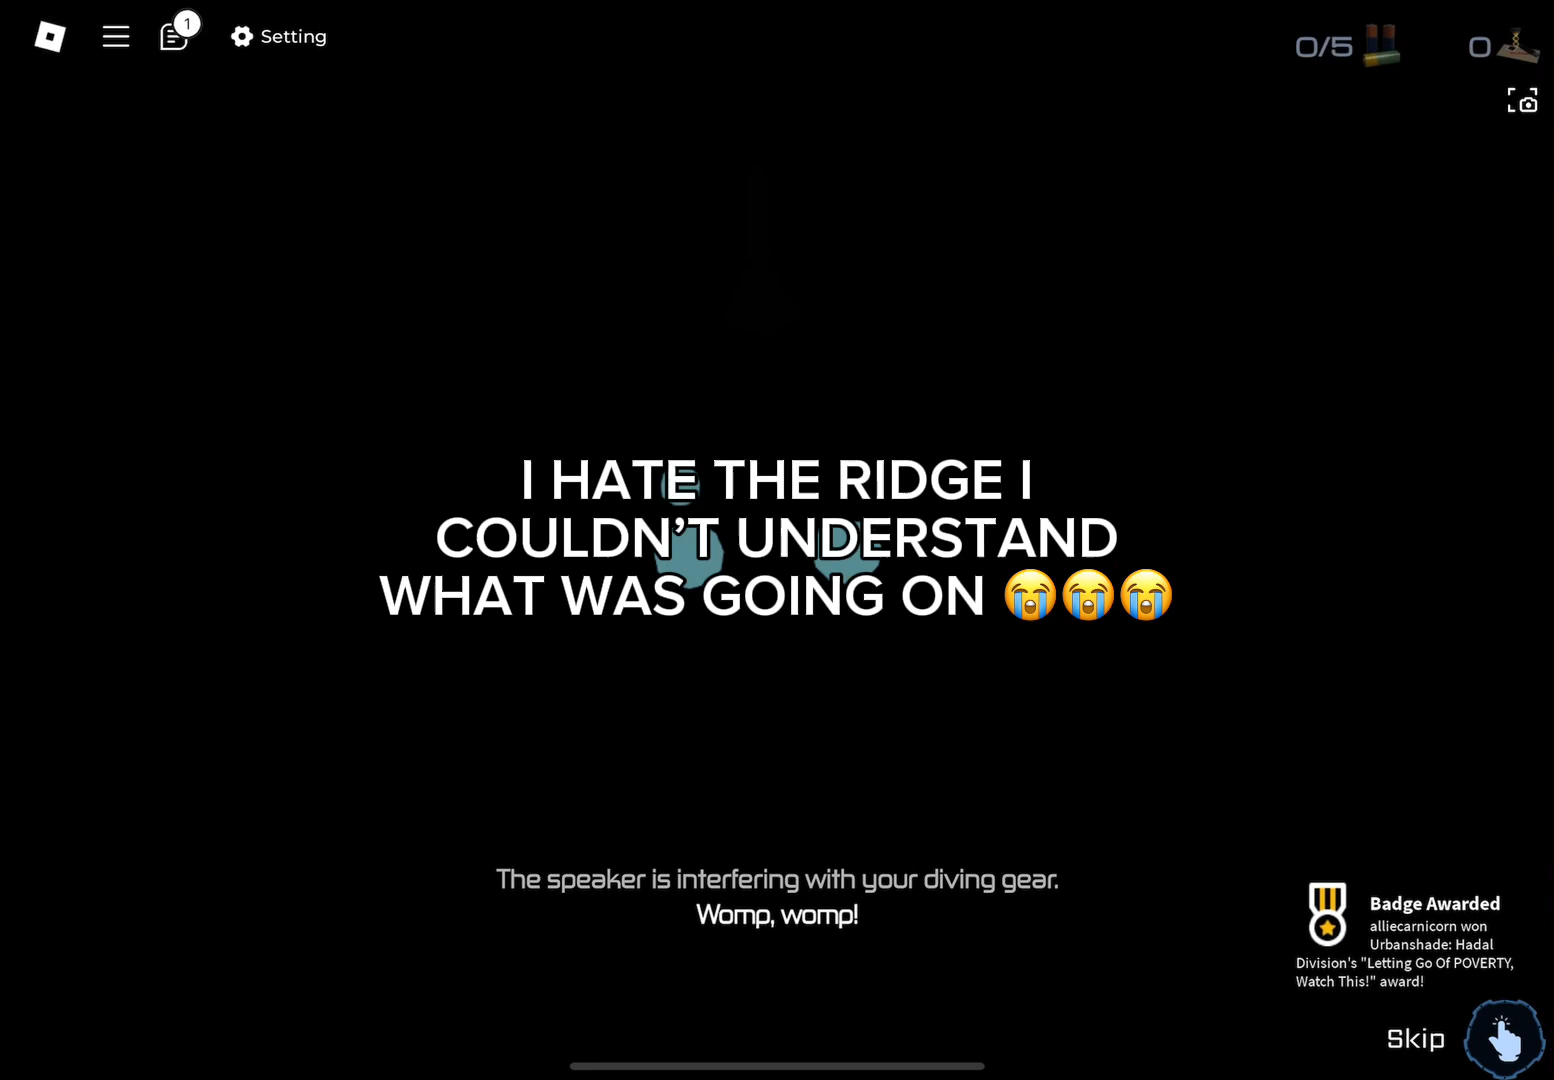 1
Setting
0/5
0
I HATE THE RIDGE I
COULDN’T UNDERSTAND
WHAT WAS GOING ON 😭😭😭
The speaker is interfering with your diving gear.
Womp, womp!
Badge Awarded
alliecarnicorn won
Urbanshade: Hadal
Division's "Letting Go Of POVERTY,
Watch This!" award!
Skip